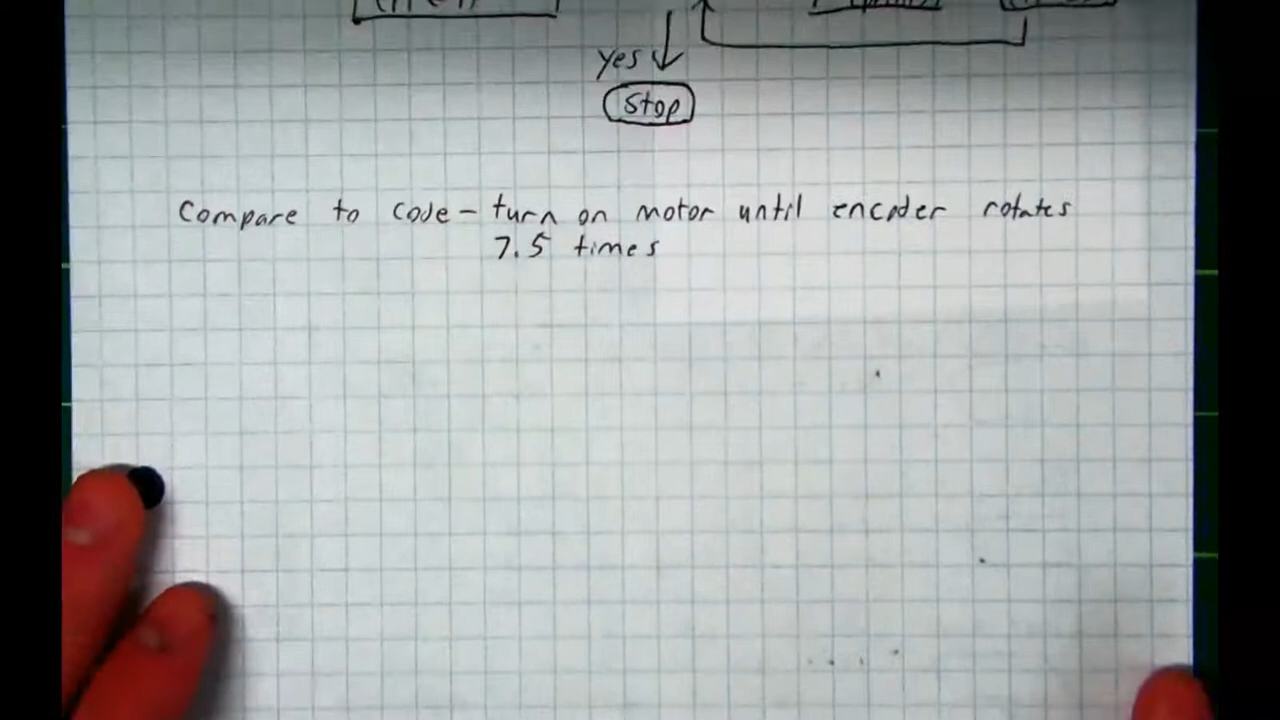 yes
Stop
Compare to code - turn on motor until encoder rotates
7.5 times